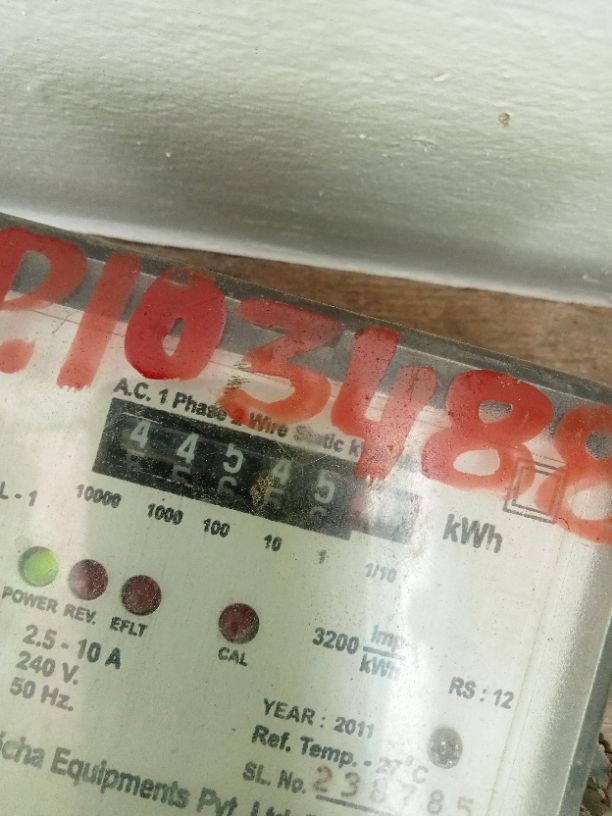 P103488
A.C. 1 Phase 2 Wire Static
4 4 5 4 5
kWh
L - 1 10000 1000 100 10 1 1/10
POWER REV. EFLT CAL
2.5 - 10 A
240 V.
50 Hz.
3200 Imp/kWh
RS : 12
YEAR : 2011
Ref. Temp. - 27°C
SL. No. 238785
Equipments Pvt. Ltd.